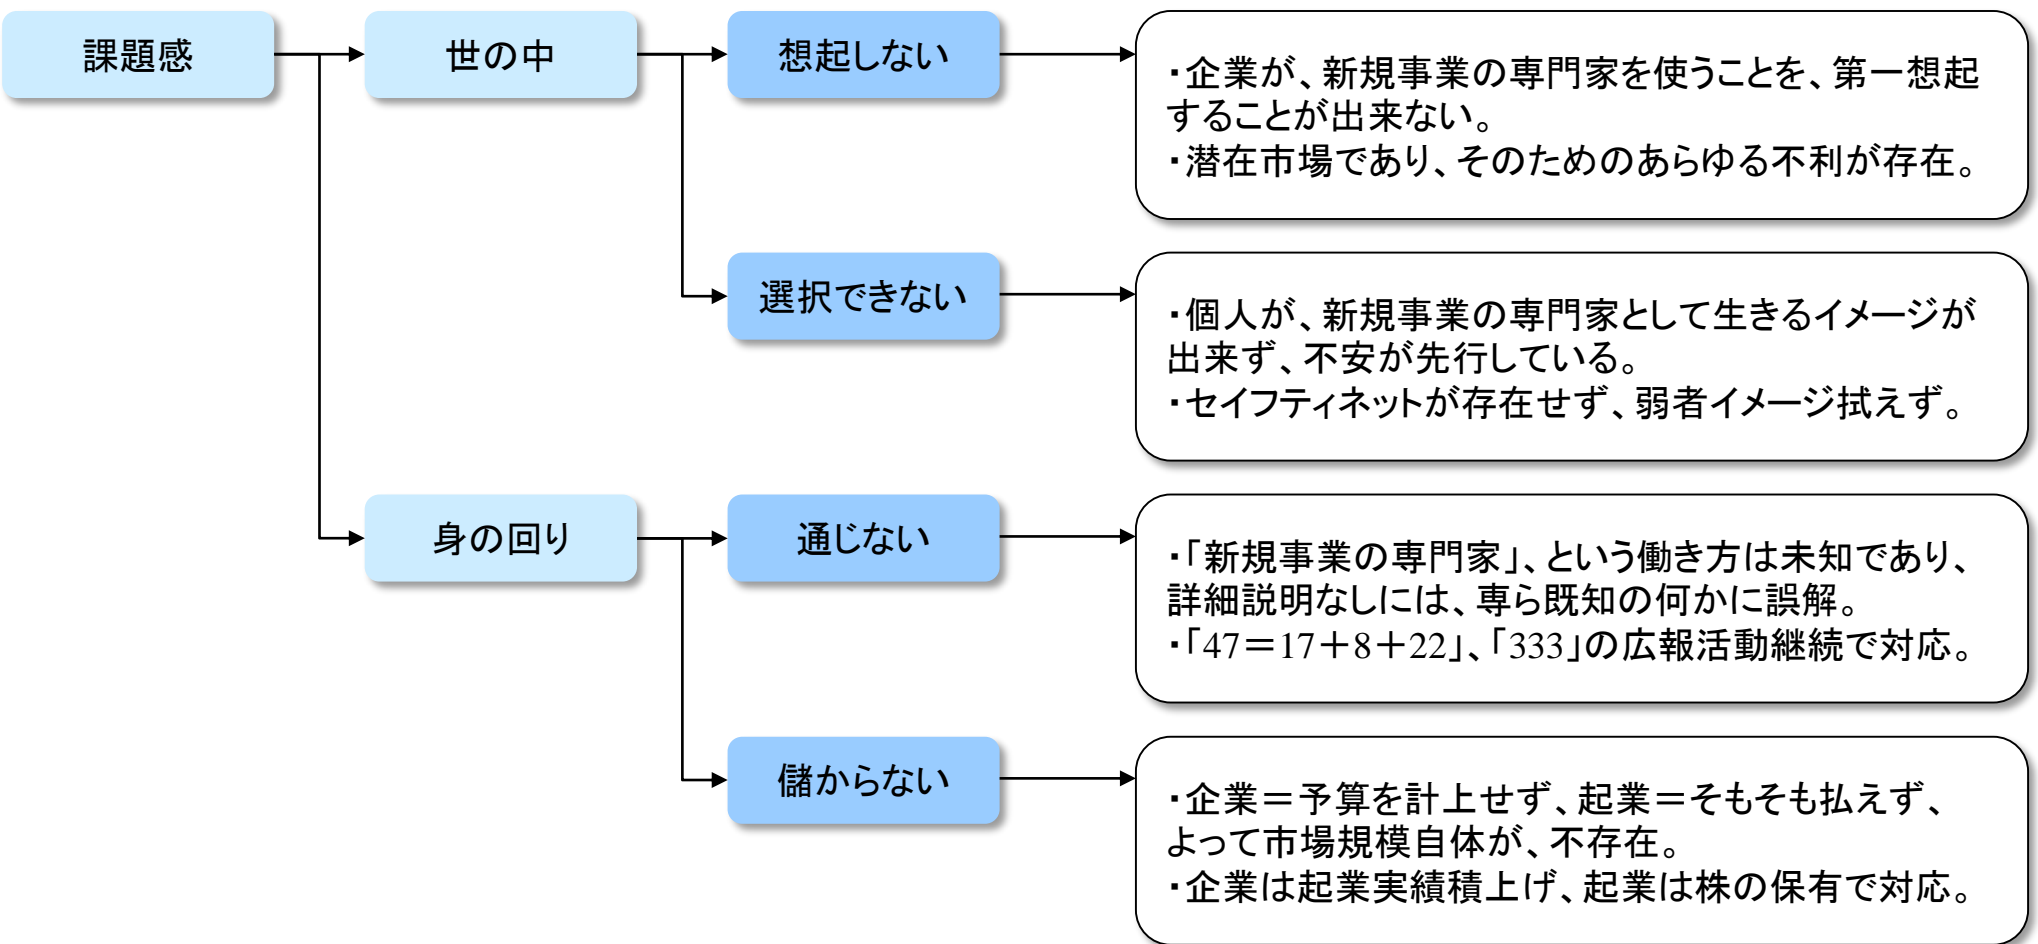 課題感
世の中
想起しない
・企業が、新規事業の専門家を使うことを、第一想起
することが出来ない。
・潜在市場であり、そのためのあらゆる不利が存在。
選択できない
・個人が、新規事業の専門家として生きるイメージが
出来ず、不安が先行している。
・セイフティネットが存在せず、弱者イメージ拭えず。
身の回り
通じない
・「新規事業の専門家」、という働き方は未知であり、
詳細説明なしには、専ら既知の何かに誤解。
・「47＝17＋8＋22」、「333」の広報活動継続で対応。
儲からない
・企業＝予算を計上せず、起業＝そもそも払えず、
よって市場規模自体が、不存在。
・企業は起業実績積上げ、起業は株の保有で対応。